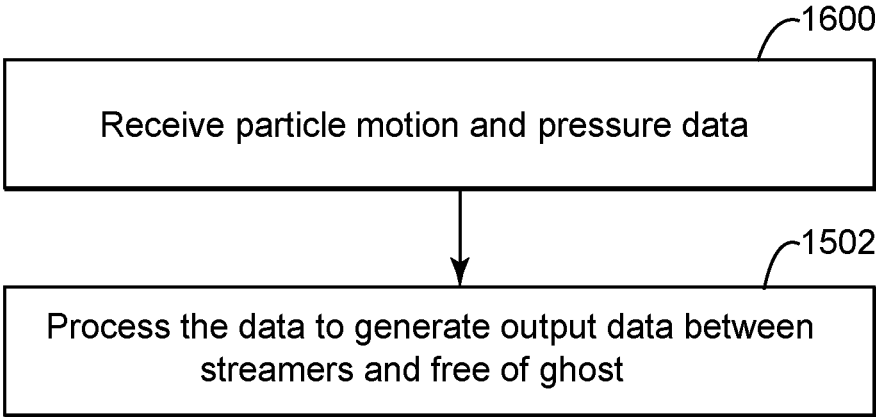 1600
Receive particle motion and pressure data
1502
Process the data to generate output data between
streamers and free of ghost